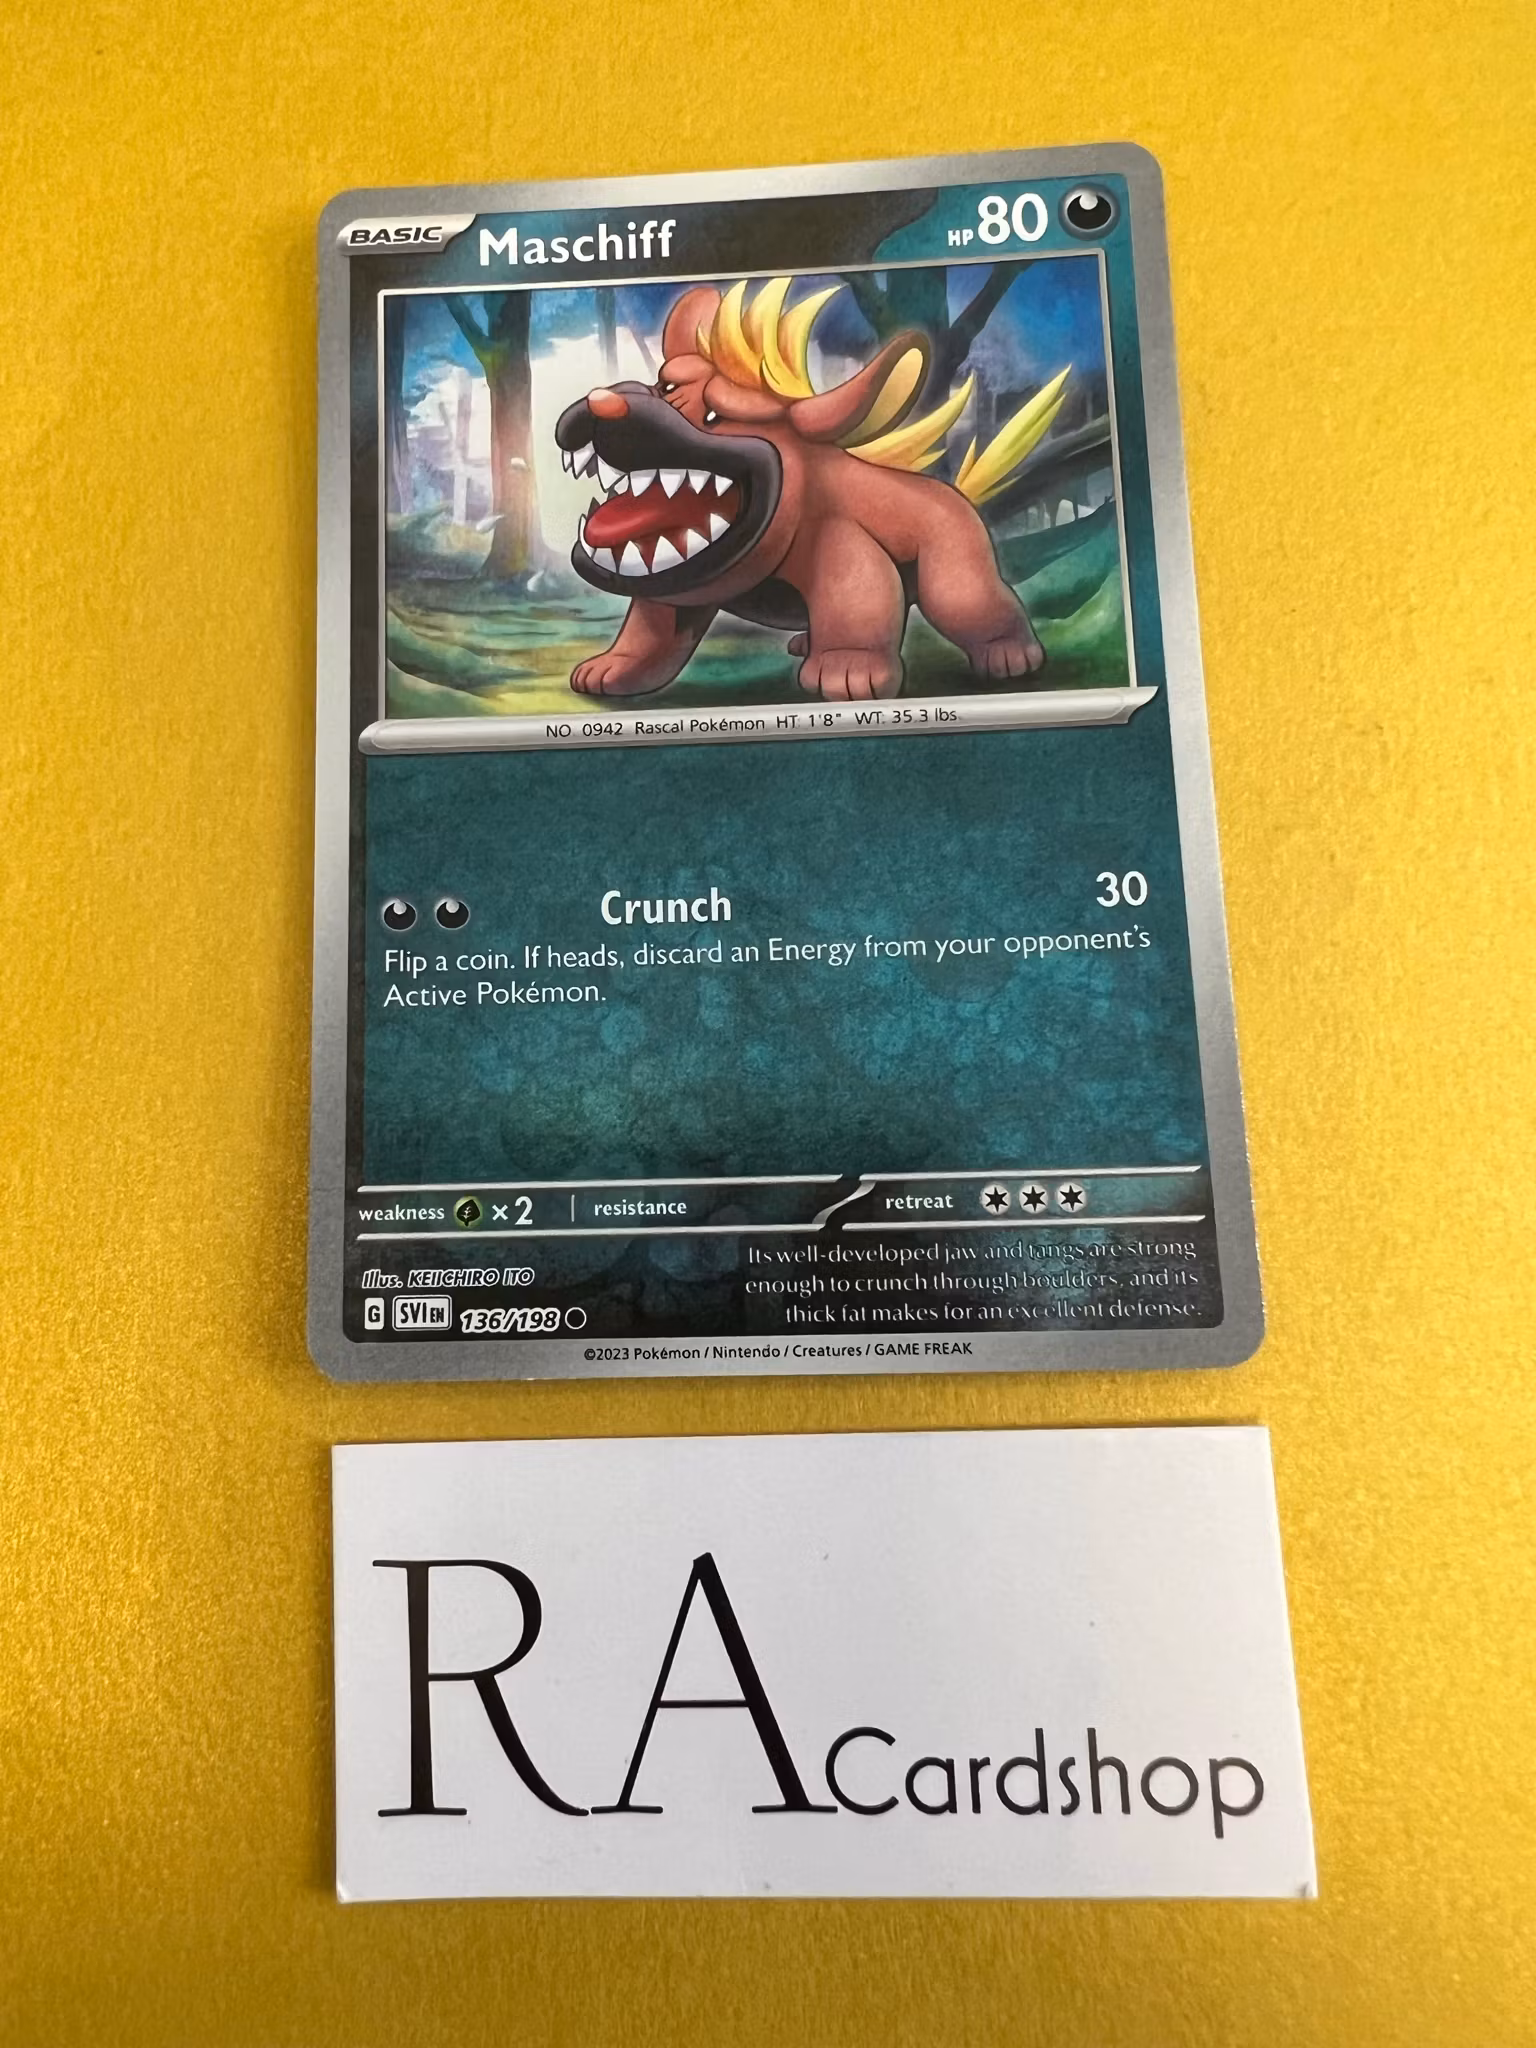 BASIC Maschiff HP 80
NO 0942 Rascal Pokémon HT: 1'8" WT: 35.3 lbs.
Crunch 30
Flip a coin. If heads, discard an Energy from your opponent's
Active Pokémon.
weakness ×2 | resistance retreat
Its well-developed jaw and fangs are strong
enough to crunch through boulders, and its
thick fat makes for an excellent defense.
Illus. KEIICHIRO ITO
G SVI EN 136/198
©2023 Pokémon / Nintendo / Creatures / GAME FREAK
RA Cardshop